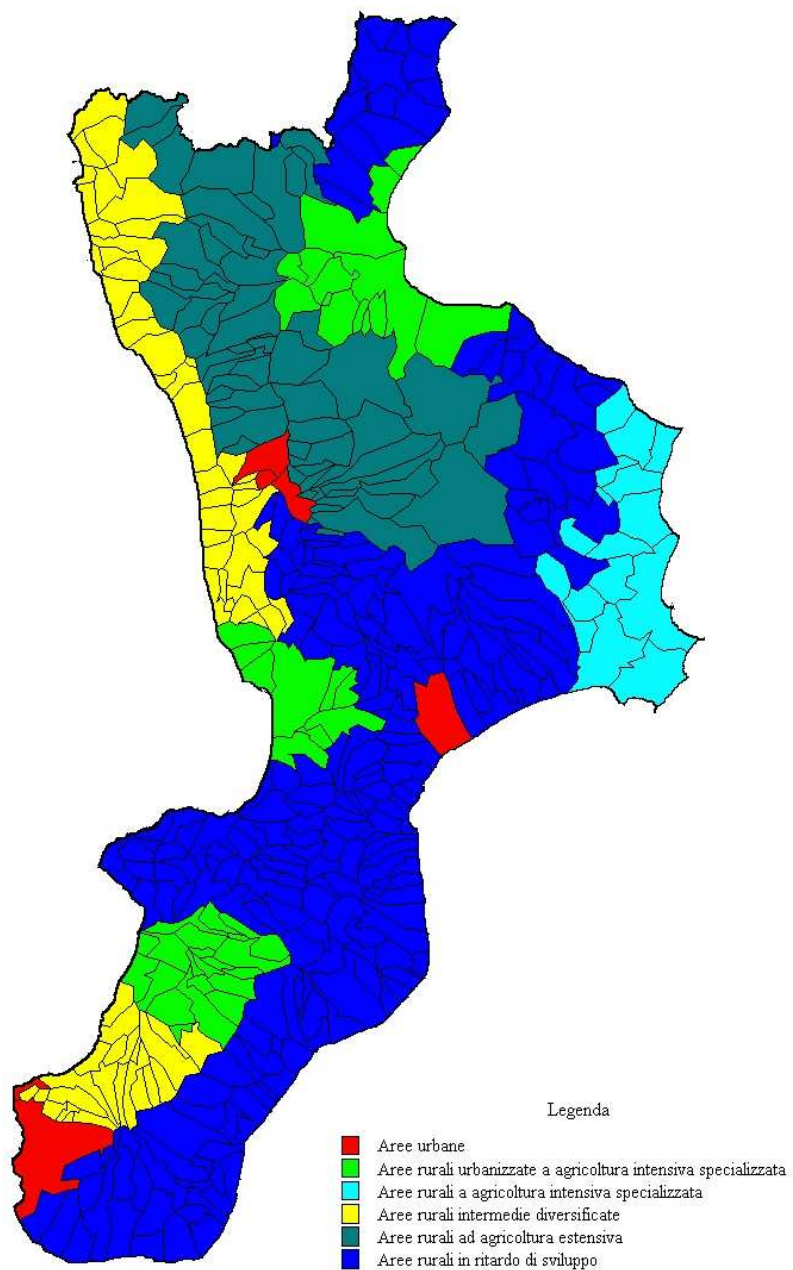 Legenda
Aree urbane
Aree rurali urbanizzate a agricoltura intensiva specializzata
Aree rurali a agricoltura intensiva specializzata
Aree rurali intermedie diversificate
Aree rurali ad agricoltura estensiva
Aree rurali in ritardo di sviluppo